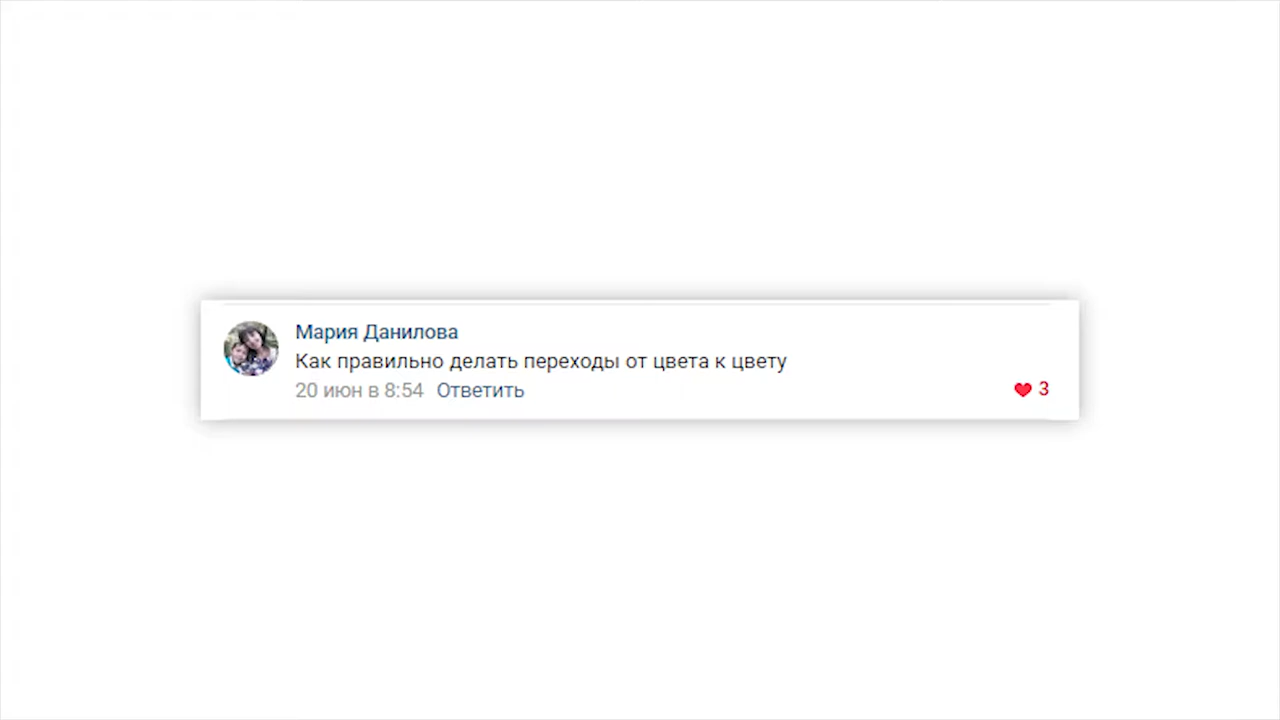 Мария Данилова
Как правильно делать переходы от цвета к цвету
20 июн в 8:54 Ответить
3